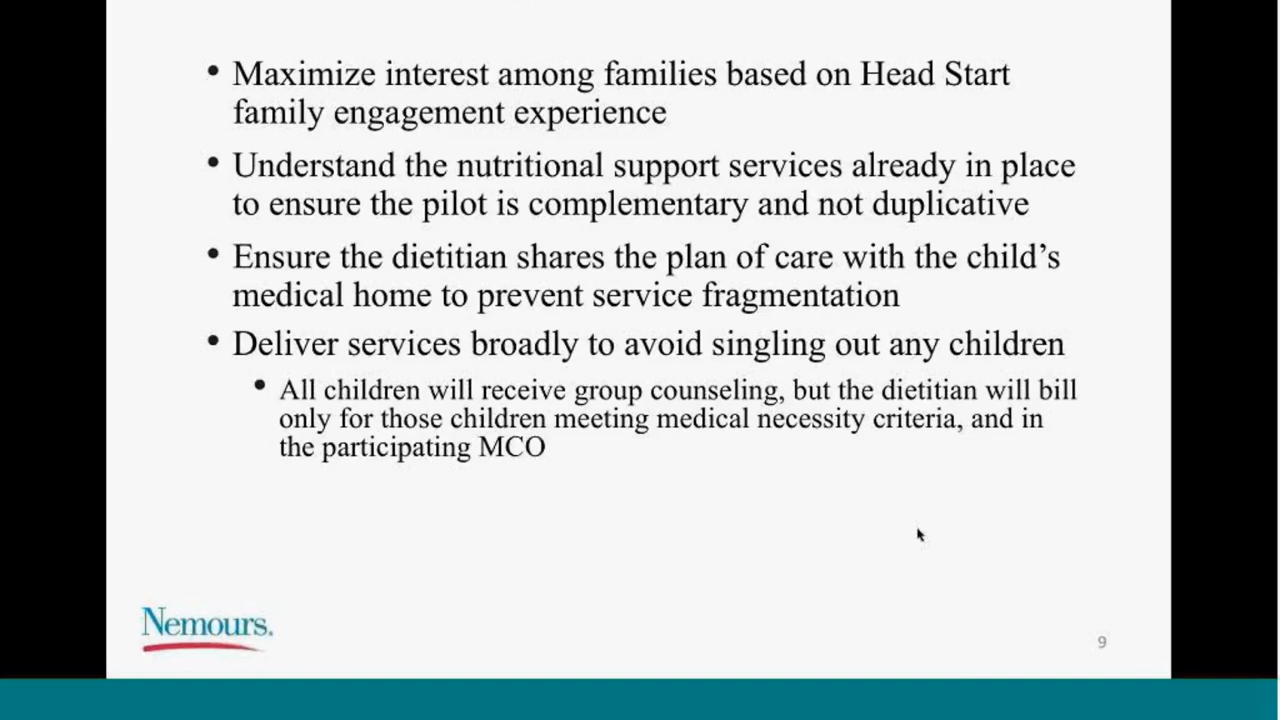 • Maximize interest among families based on Head Start
family engagement experience
• Understand the nutritional support services already in place
to ensure the pilot is complementary and not duplicative
• Ensure the dietitian shares the plan of care with the child’s
medical home to prevent service fragmentation
• Deliver services broadly to avoid singling out any children
• All children will receive group counseling, but the dietitian will bill
only for those children meeting medical necessity criteria, and in
the participating MCO
Nemours.
9